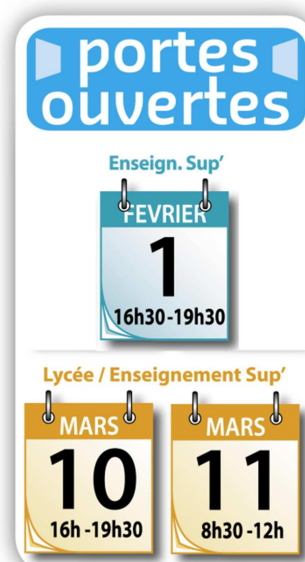 portes
ouvertes
Enseign. Sup'
FEVRIER
1
16h30-19h30
Lycée / Enseignement Sup'
MARS
10
16h-19h30
MARS
11
8h30-12h